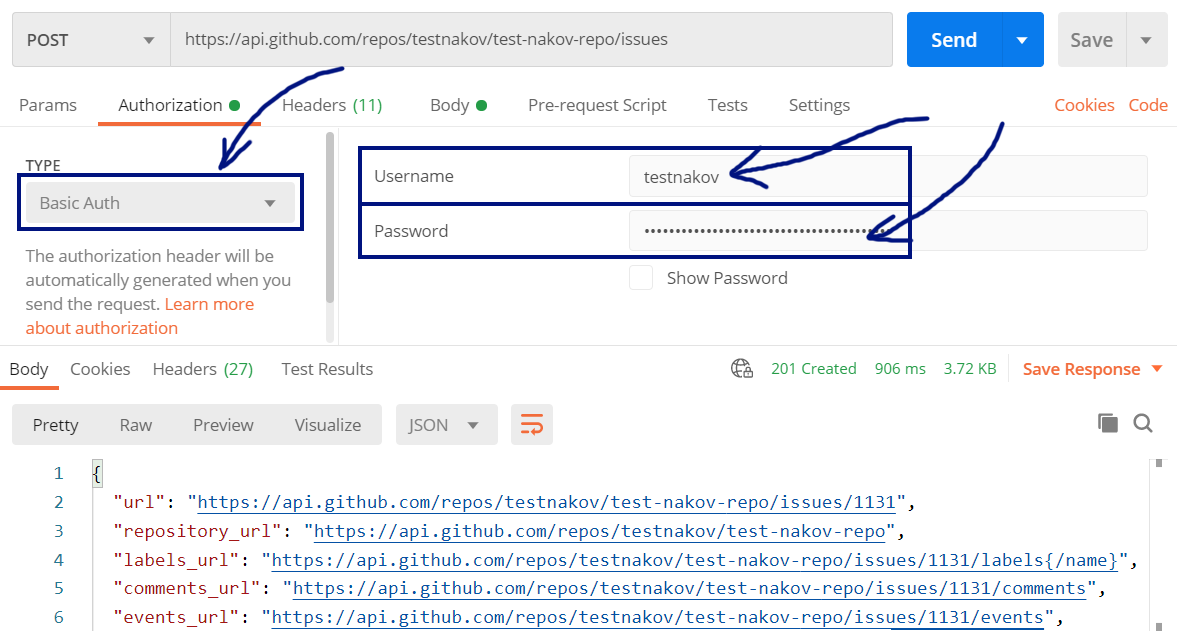 POST https://api.github.com/repos/testnakov/test-nakov-repo/issues Send Save
Params Authorization Headers (11) Body Pre-request Script Tests Settings Cookies Code
TYPE
Basic Auth
The authorization header will be
automatically generated when you
send the request. Learn more
about authorization
Username testnakov
Password
Show Password
Body Cookies Headers (27) Test Results 201 Created 906 ms 3.72 KB Save Response
Pretty Raw Preview Visualize JSON
1 {
2 "url": "https://api.github.com/repos/testnakov/test-nakov-repo/issues/1131",
3 "repository_url": "https://api.github.com/repos/testnakov/test-nakov-repo",
4 "labels_url": "https://api.github.com/repos/testnakov/test-nakov-repo/issues/1131/labels{/name}",
5 "comments_url": "https://api.github.com/repos/testnakov/test-nakov-repo/issues/1131/comments",
6 "events_url": "https://api.github.com/repos/testnakov/test-nakov-repo/issues/1131/events",